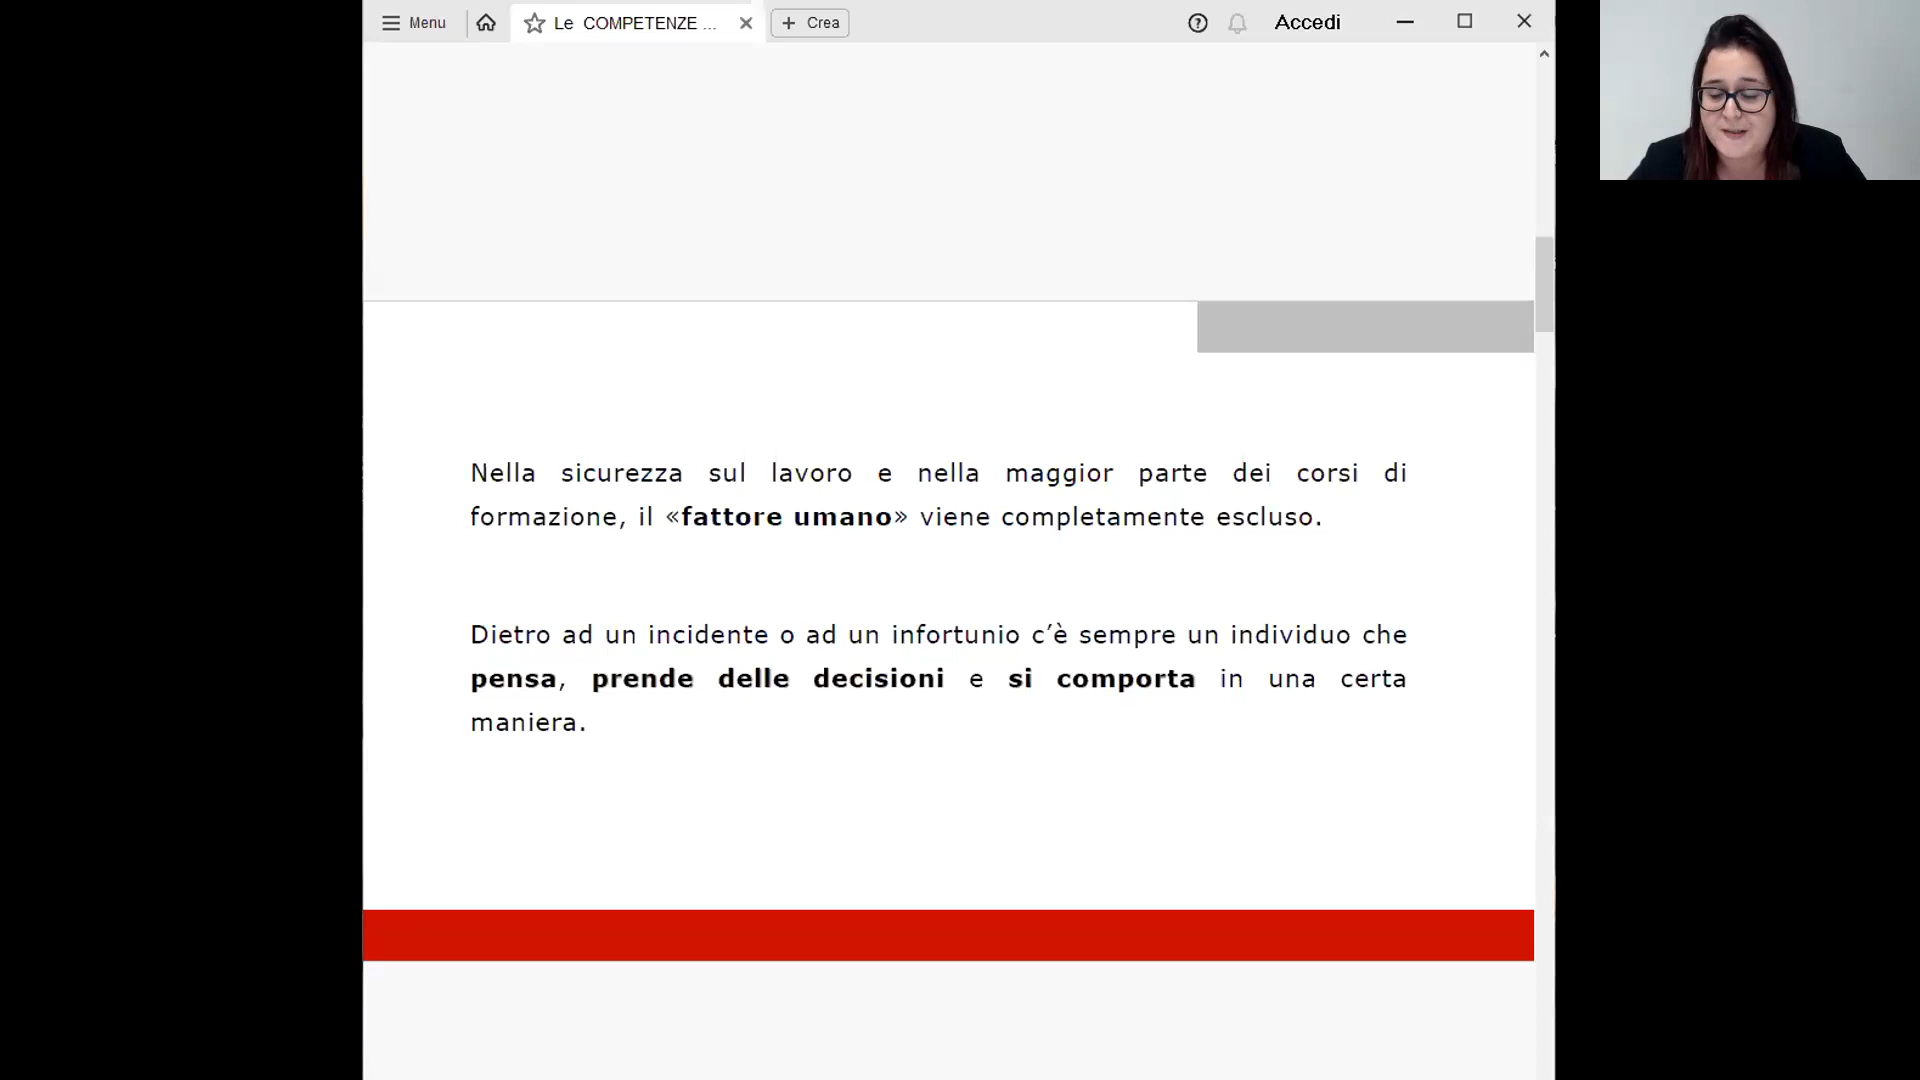 Menu
Le COMPETENZE ...
Crea
Accedi
Nella sicurezza sul lavoro e nella maggior parte dei corsi di
formazione, il «fattore umano» viene completamente escluso.
Dietro ad un incidente o ad un infortunio c’è sempre un individuo che
pensa, prende delle decisioni e si comporta in una certa
maniera.